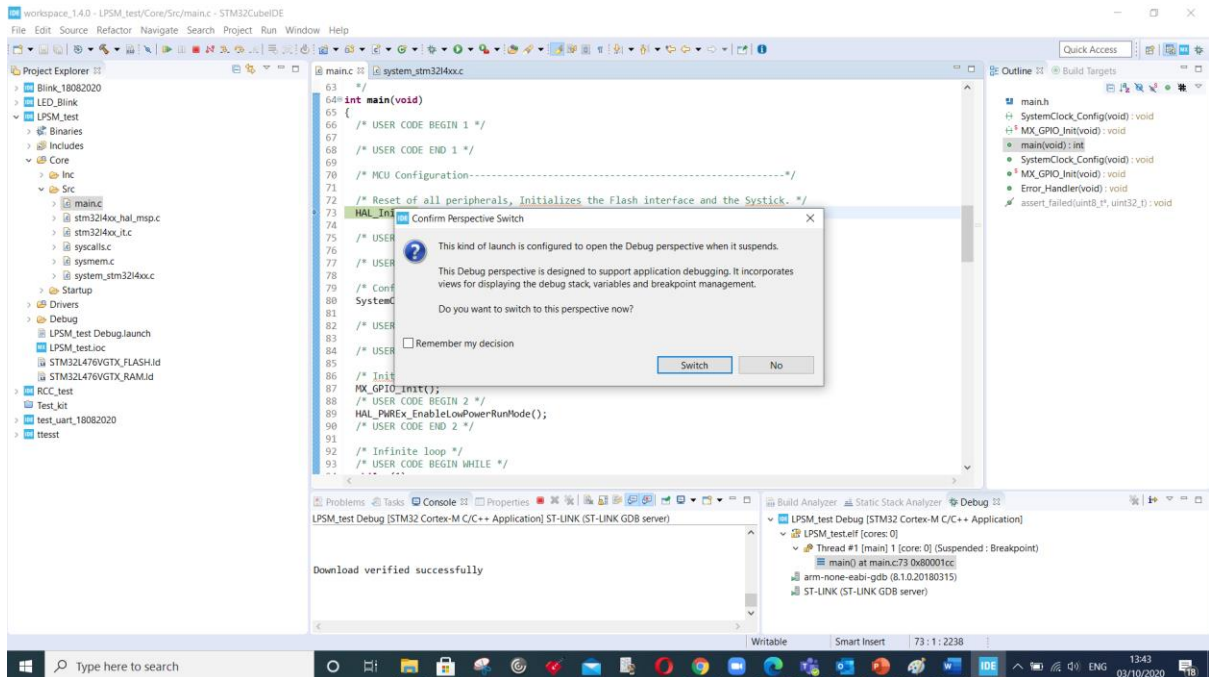 workspace_1.4.0 - LPSM_test/Core/Src/main.c - STM32CubeIDE
File Edit Source Refactor Navigate Search Project Run Window Help
Quick Access
Project Explorer
Blink_18082020
LED_Blink
LPSM_test
Binaries
Includes
Core
Inc
Src
main.c
stm32l4xx_hal_msp.c
stm32l4xx_it.c
syscalls.c
sysmem.c
system_stm32l4xx.c
Startup
Drivers
Debug
LPSM_test Debug.launch
LPSM_test.ioc
STM32L476VGTX_FLASH.ld
STM32L476VGTX_RAM.ld
RCC_test
Test_kit
test_uart_18082020
ttesst
main.c system_stm32l4xx.c
63 */
64 int main(void)
65 {
66 /* USER CODE BEGIN 1 */
67
68 /* USER CODE END 1 */
69
70 /* MCU Configuration--------------------------------------------------------*/
71
72 /* Reset of all peripherals, Initializes the Flash interface and the Systick. */
73 HAL_Ini
74
75 /* USER
76
77 /* USER
78
79 /* Conf
80 SystemC
81
82 /* USER
83
84 /* USER
85
86 /* Init
87 MX_GPIO_Init();
88 /* USER CODE BEGIN 2 */
89 HAL_PWREx_EnableLowPowerRunMode();
90 /* USER CODE END 2 */
91
92 /* Infinite loop */
93 /* USER CODE BEGIN WHILE */
Confirm Perspective Switch
This kind of launch is configured to open the Debug perspective when it suspends.
This Debug perspective is designed to support application debugging. It incorporates
views for displaying the debug stack, variables and breakpoint management.
Do you want to switch to this perspective now?
Remember my decision
Switch No
Outline Build Targets
main.h
SystemClock_Config(void) : void
MX_GPIO_Init(void) : void
main(void) : int
SystemClock_Config(void) : void
MX_GPIO_Init(void) : void
Error_Handler(void) : void
assert_failed(uint8_t*, uint32_t) : void
Problems Tasks Console Properties
LPSM_test Debug [STM32 Cortex-M C/C++ Application] ST-LINK (ST-LINK GDB server)
Download verified successfully
Build Analyzer Static Stack Analyzer Debug
LPSM_test Debug [STM32 Cortex-M C/C++ Application]
LPSM_test.elf [cores: 0]
Thread #1 [main] 1 [core: 0] (Suspended : Breakpoint)
main() at main.c:73 0x80001cc
arm-none-eabi-gdb (8.1.0.20180315)
ST-LINK (ST-LINK GDB server)
Writable Smart Insert 73 : 1 : 2238
Type here to search
ENG
13:43
03/10/2020
18